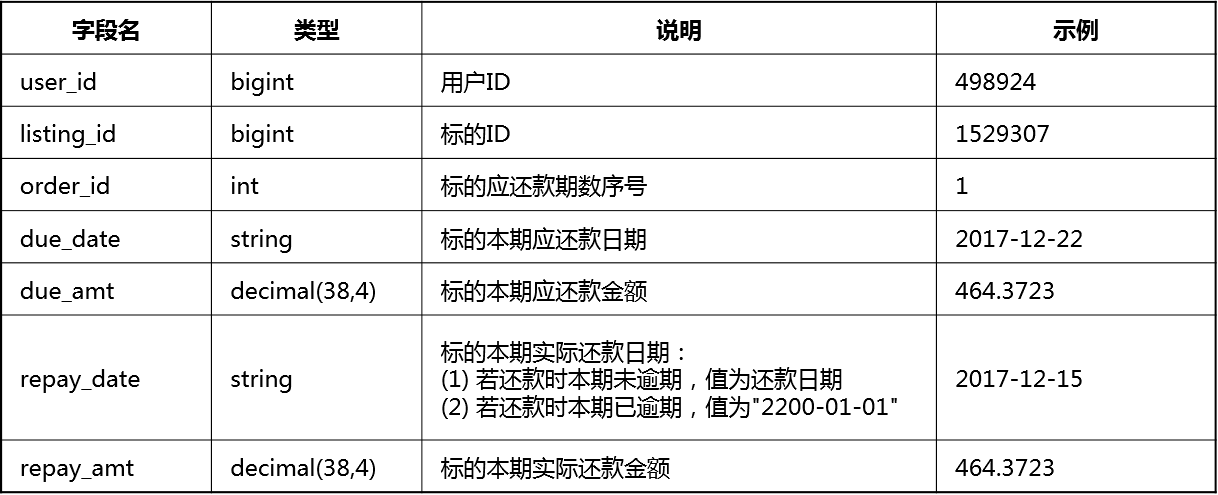 字段名 类型 说明 示例
user_id bigint 用户ID 498924
listing_id bigint 标的ID 1529307
order_id int 标的应还款期数序号 1
due_date string 标的本期应还款日期 2017-12-22
due_amt decimal(38,4) 标的本期应还款金额 464.3723
repay_date string 标的本期实际还款日期：
(1) 若还款时本期未逾期，值为还款日期
(2) 若还款时本期已逾期，值为"2200-01-01"
2017-12-15
repay_amt decimal(38,4) 标的本期实际还款金额 464.3723